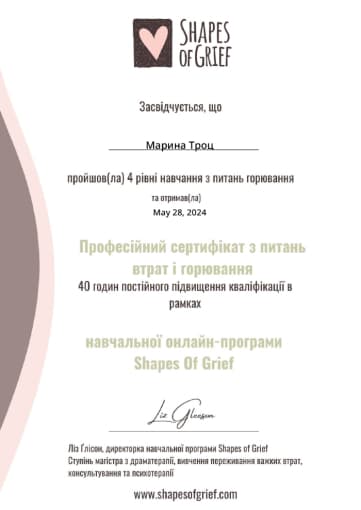 SHAPES
OF GRIEF
Засвідчується, що
Марина Троц
пройшов(ла) 4 рівні навчання з питань горювання
та отримав(ла)
May 28, 2024
Професійний сертифікат з питань
втрат і горювання
40 годин постійного підвищення кваліфікації в
рамках
навчальної онлайн-програми
Shapes Of Grief
Liz Gleeson
Ліз Глісон, директорка навчальної програми Shapes of Grief
Ступінь магістра з драматерапії, вивчення переживання важких втрат,
консультування та психотерапії
www.shapesofgrief.com